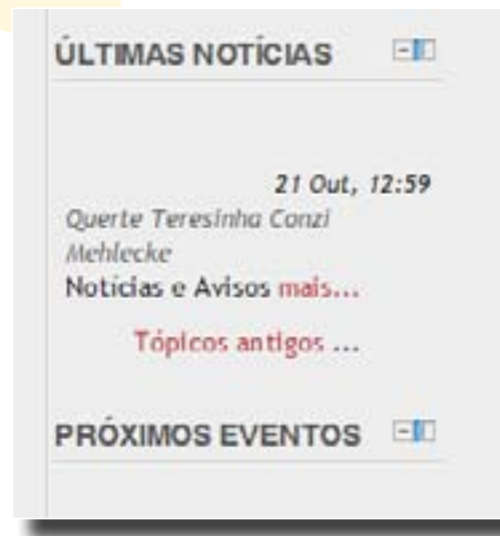 ÚLTIMAS NOTÍCIAS
21 Out, 12:59
Querte Teresinha Conzi
Mehlecke
Notícias e Avisos mais...
Tópicos antigos ...
PRÓXIMOS EVENTOS